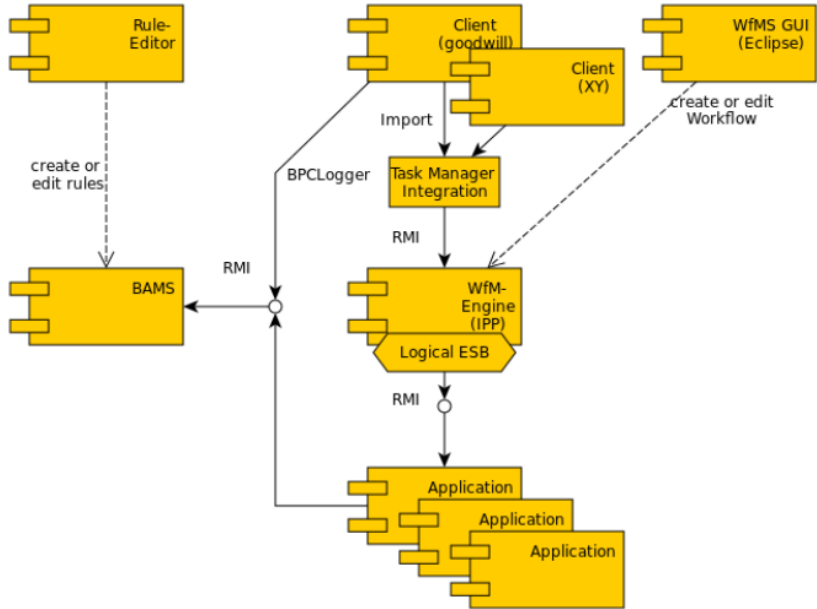 Rule-
Editor
Client
(goodwill)
WfMS GUI
(Eclipse)
Client
(XY)
create or edit
Workflow
Import
create or
edit rules
BPCLogger
Task Manager
Integration
RMI
RMI
BAMS
WfM-
Engine
(IPP)
Logical ESB
RMI
Application
Application
Application